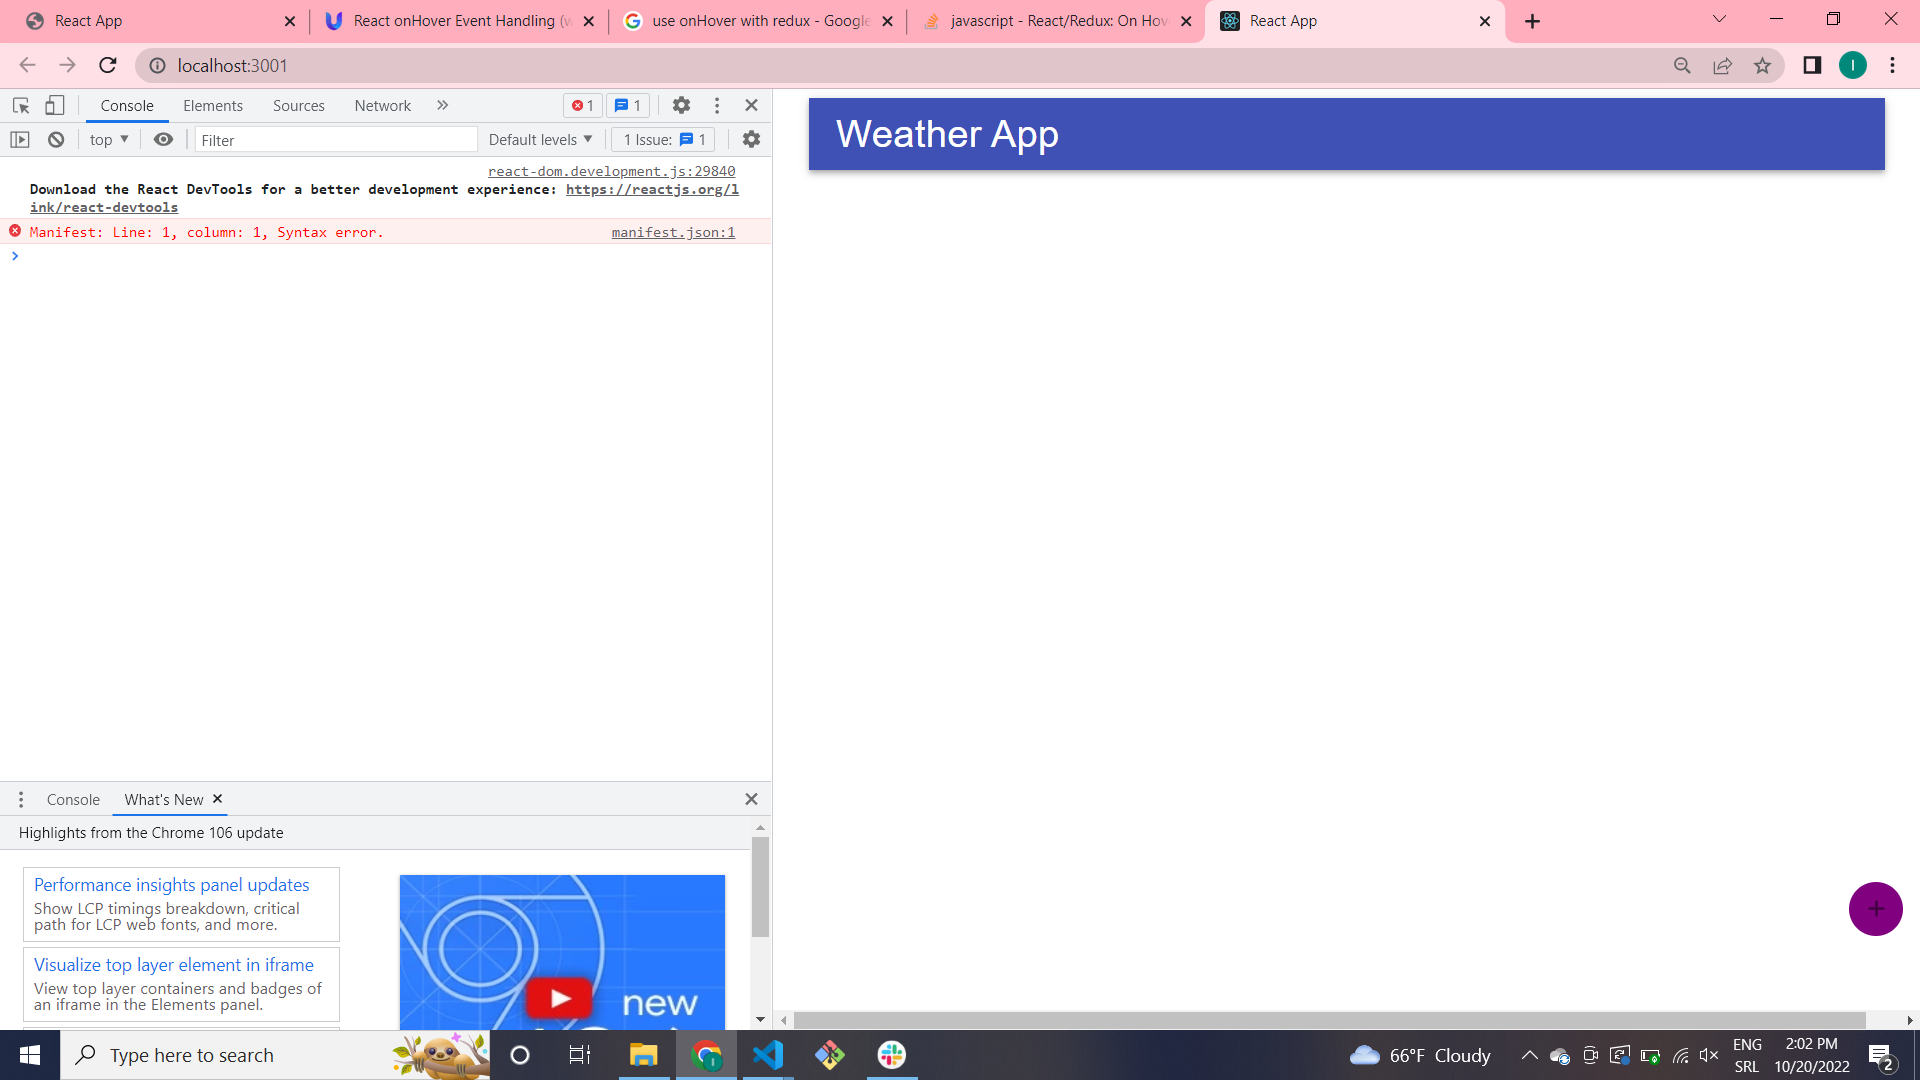 React App
React onHover Event Handling (w
use onHover with redux - Google
javascript - React/Redux: On Hov
React App
localhost:3001
I
Console
Elements
Sources
Network
1
1
top
Filter
Default levels
1 Issue:
1
react-dom.development.js:29840
Download the React DevTools for a better development experience: https://reactjs.org/l
ink/react-devtools
Manifest: Line: 1, column: 1, Syntax error.
manifest.json:1
Weather App
+
Console
What's New
Highlights from the Chrome 106 update
Performance insights panel updates
Show LCP timings breakdown, critical
path for LCP web fonts, and more.
Visualize top layer element in iframe
View top layer containers and badges of
an iframe in the Elements panel.
new
Type here to search
66°F Cloudy
ENG
SRL
2:02 PM
10/20/2022
2